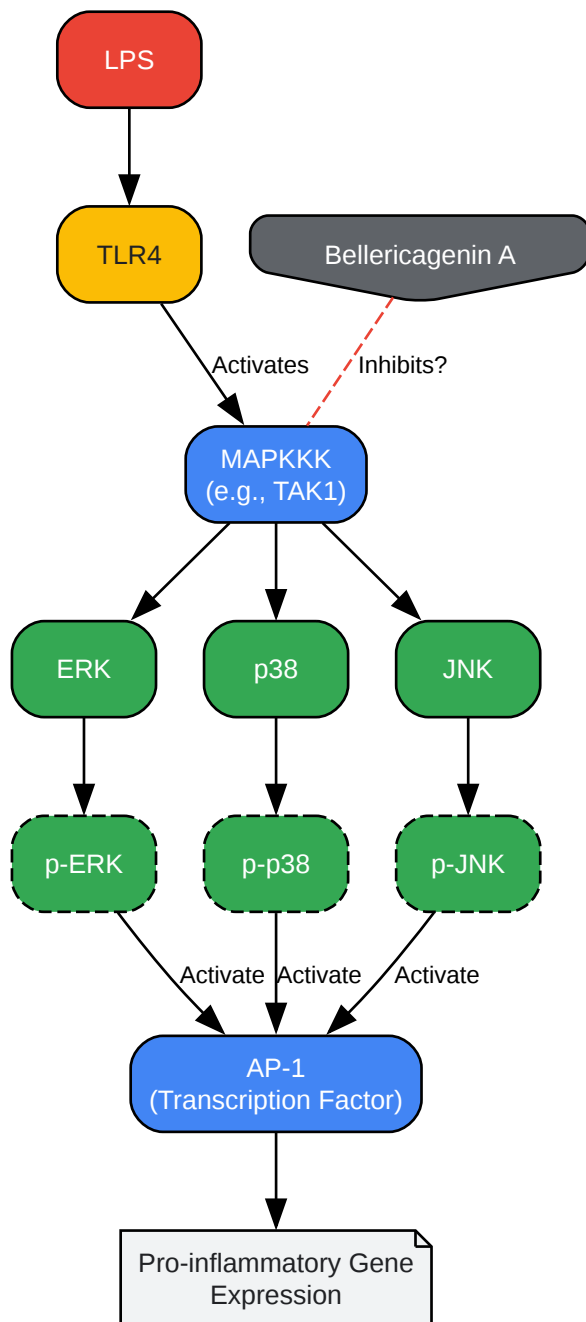 LPS
TLR4
Bellericagenin A
Activates
Inhibits?
MAPKKK
(e.g., TAK1)
ERK
p38
JNK
p-ERK
p-p38
p-JNK
Activate
Activate
Activate
AP-1
(Transcription Factor)
Pro-inflammatory Gene
Expression